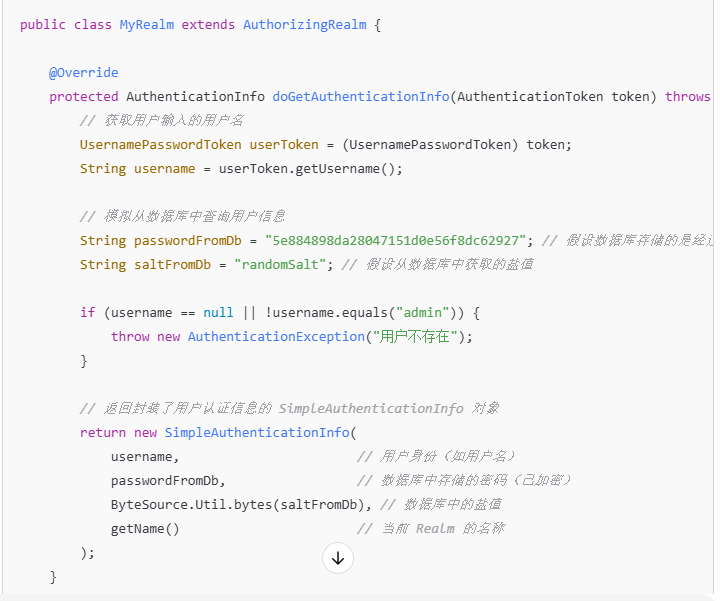 public class MyRealm extends AuthorizingRealm {
@Override
protected AuthenticationInfo doGetAuthenticationInfo(AuthenticationToken token) throws
// 获取用户输入的用户名
UsernamePasswordToken userToken = (UsernamePasswordToken) token;
String username = userToken.getUsername();
// 模拟从数据库中查询用户信息
String passwordFromDb = "5e884898da28047151d0e56f8dc62927"; // 假设数据库存储的是经过
String saltFromDb = "randomSalt"; // 假设从数据库中获取的盐值
if (username == null || !username.equals("admin")) {
throw new AuthenticationException("用户不存在");
}
// 返回封装了用户认证信息的 SimpleAuthenticationInfo 对象
return new SimpleAuthenticationInfo(
username, // 用户身份（如用户名）
passwordFromDb, // 数据库中存储的密码（已加密）
ByteSource.Util.bytes(saltFromDb), // 数据库中的盐值
getName() // 当前 Realm 的名称
);
}